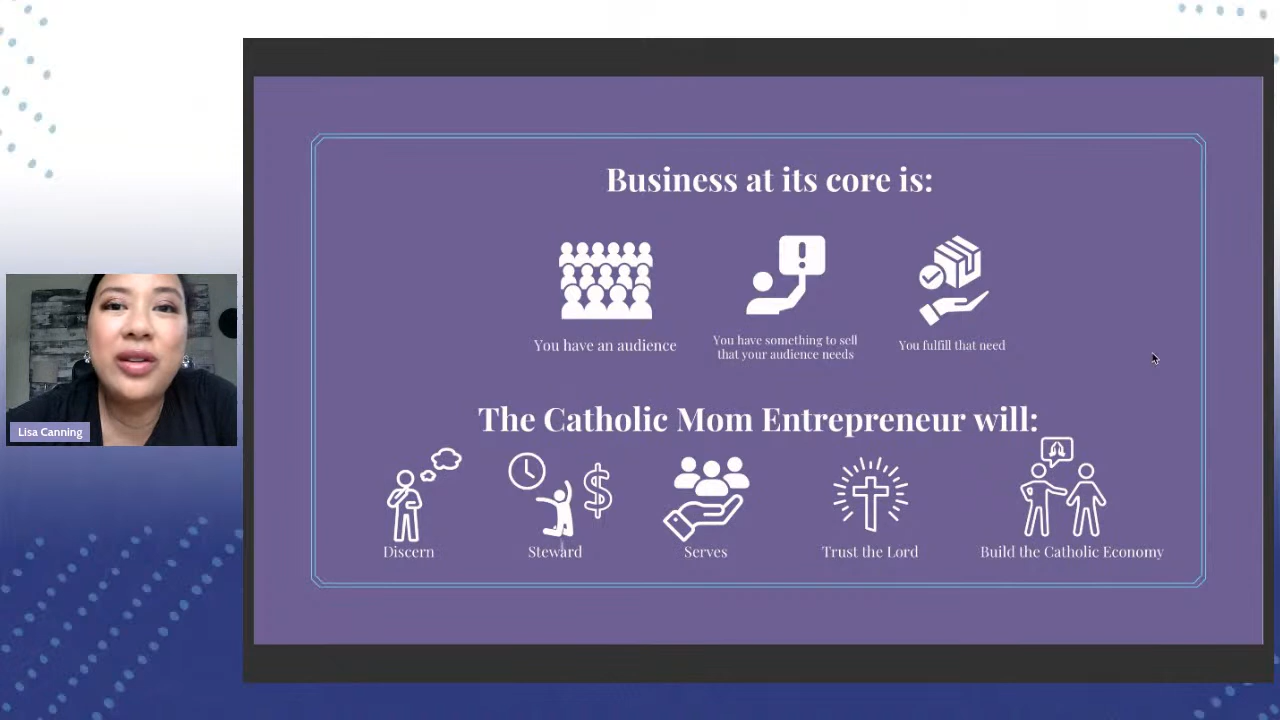 Business at its core is:
You have an audience
You have something to sell
that your audience needs
You fulfill that need
The Catholic Mom Entrepreneur will:
Discern
Steward
Serves
Trust the Lord
Build the Catholic Economy
Lisa Canning